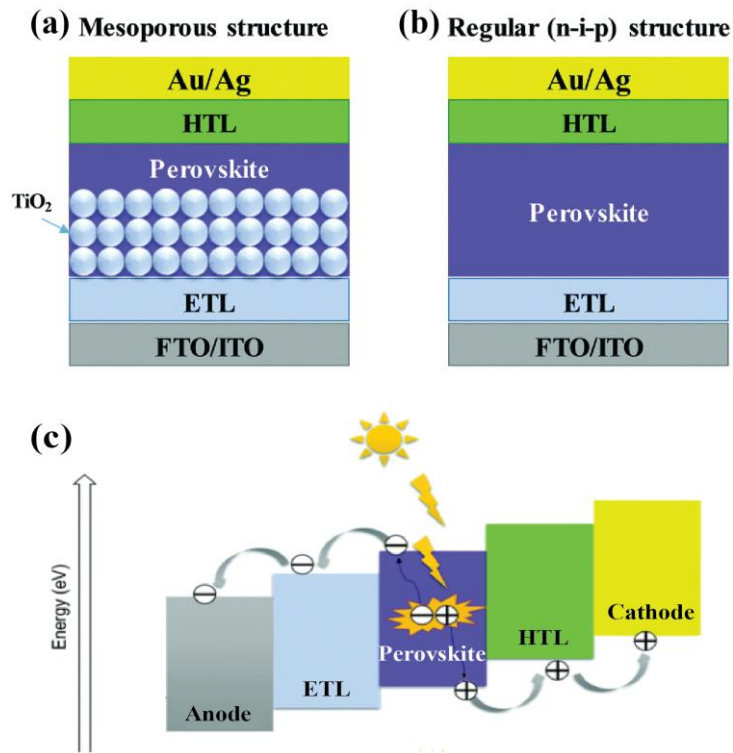 (a) Mesoporous structure
Au/Ag
HTL
Perovskite
TiO₂
ETL
FTO/ITO
(b) Regular (n-i-p) structure
Au/Ag
HTL
Perovskite
ETL
FTO/ITO
(c)
Energy (eV)
Anode
ETL
Perovskite
HTL
Cathode